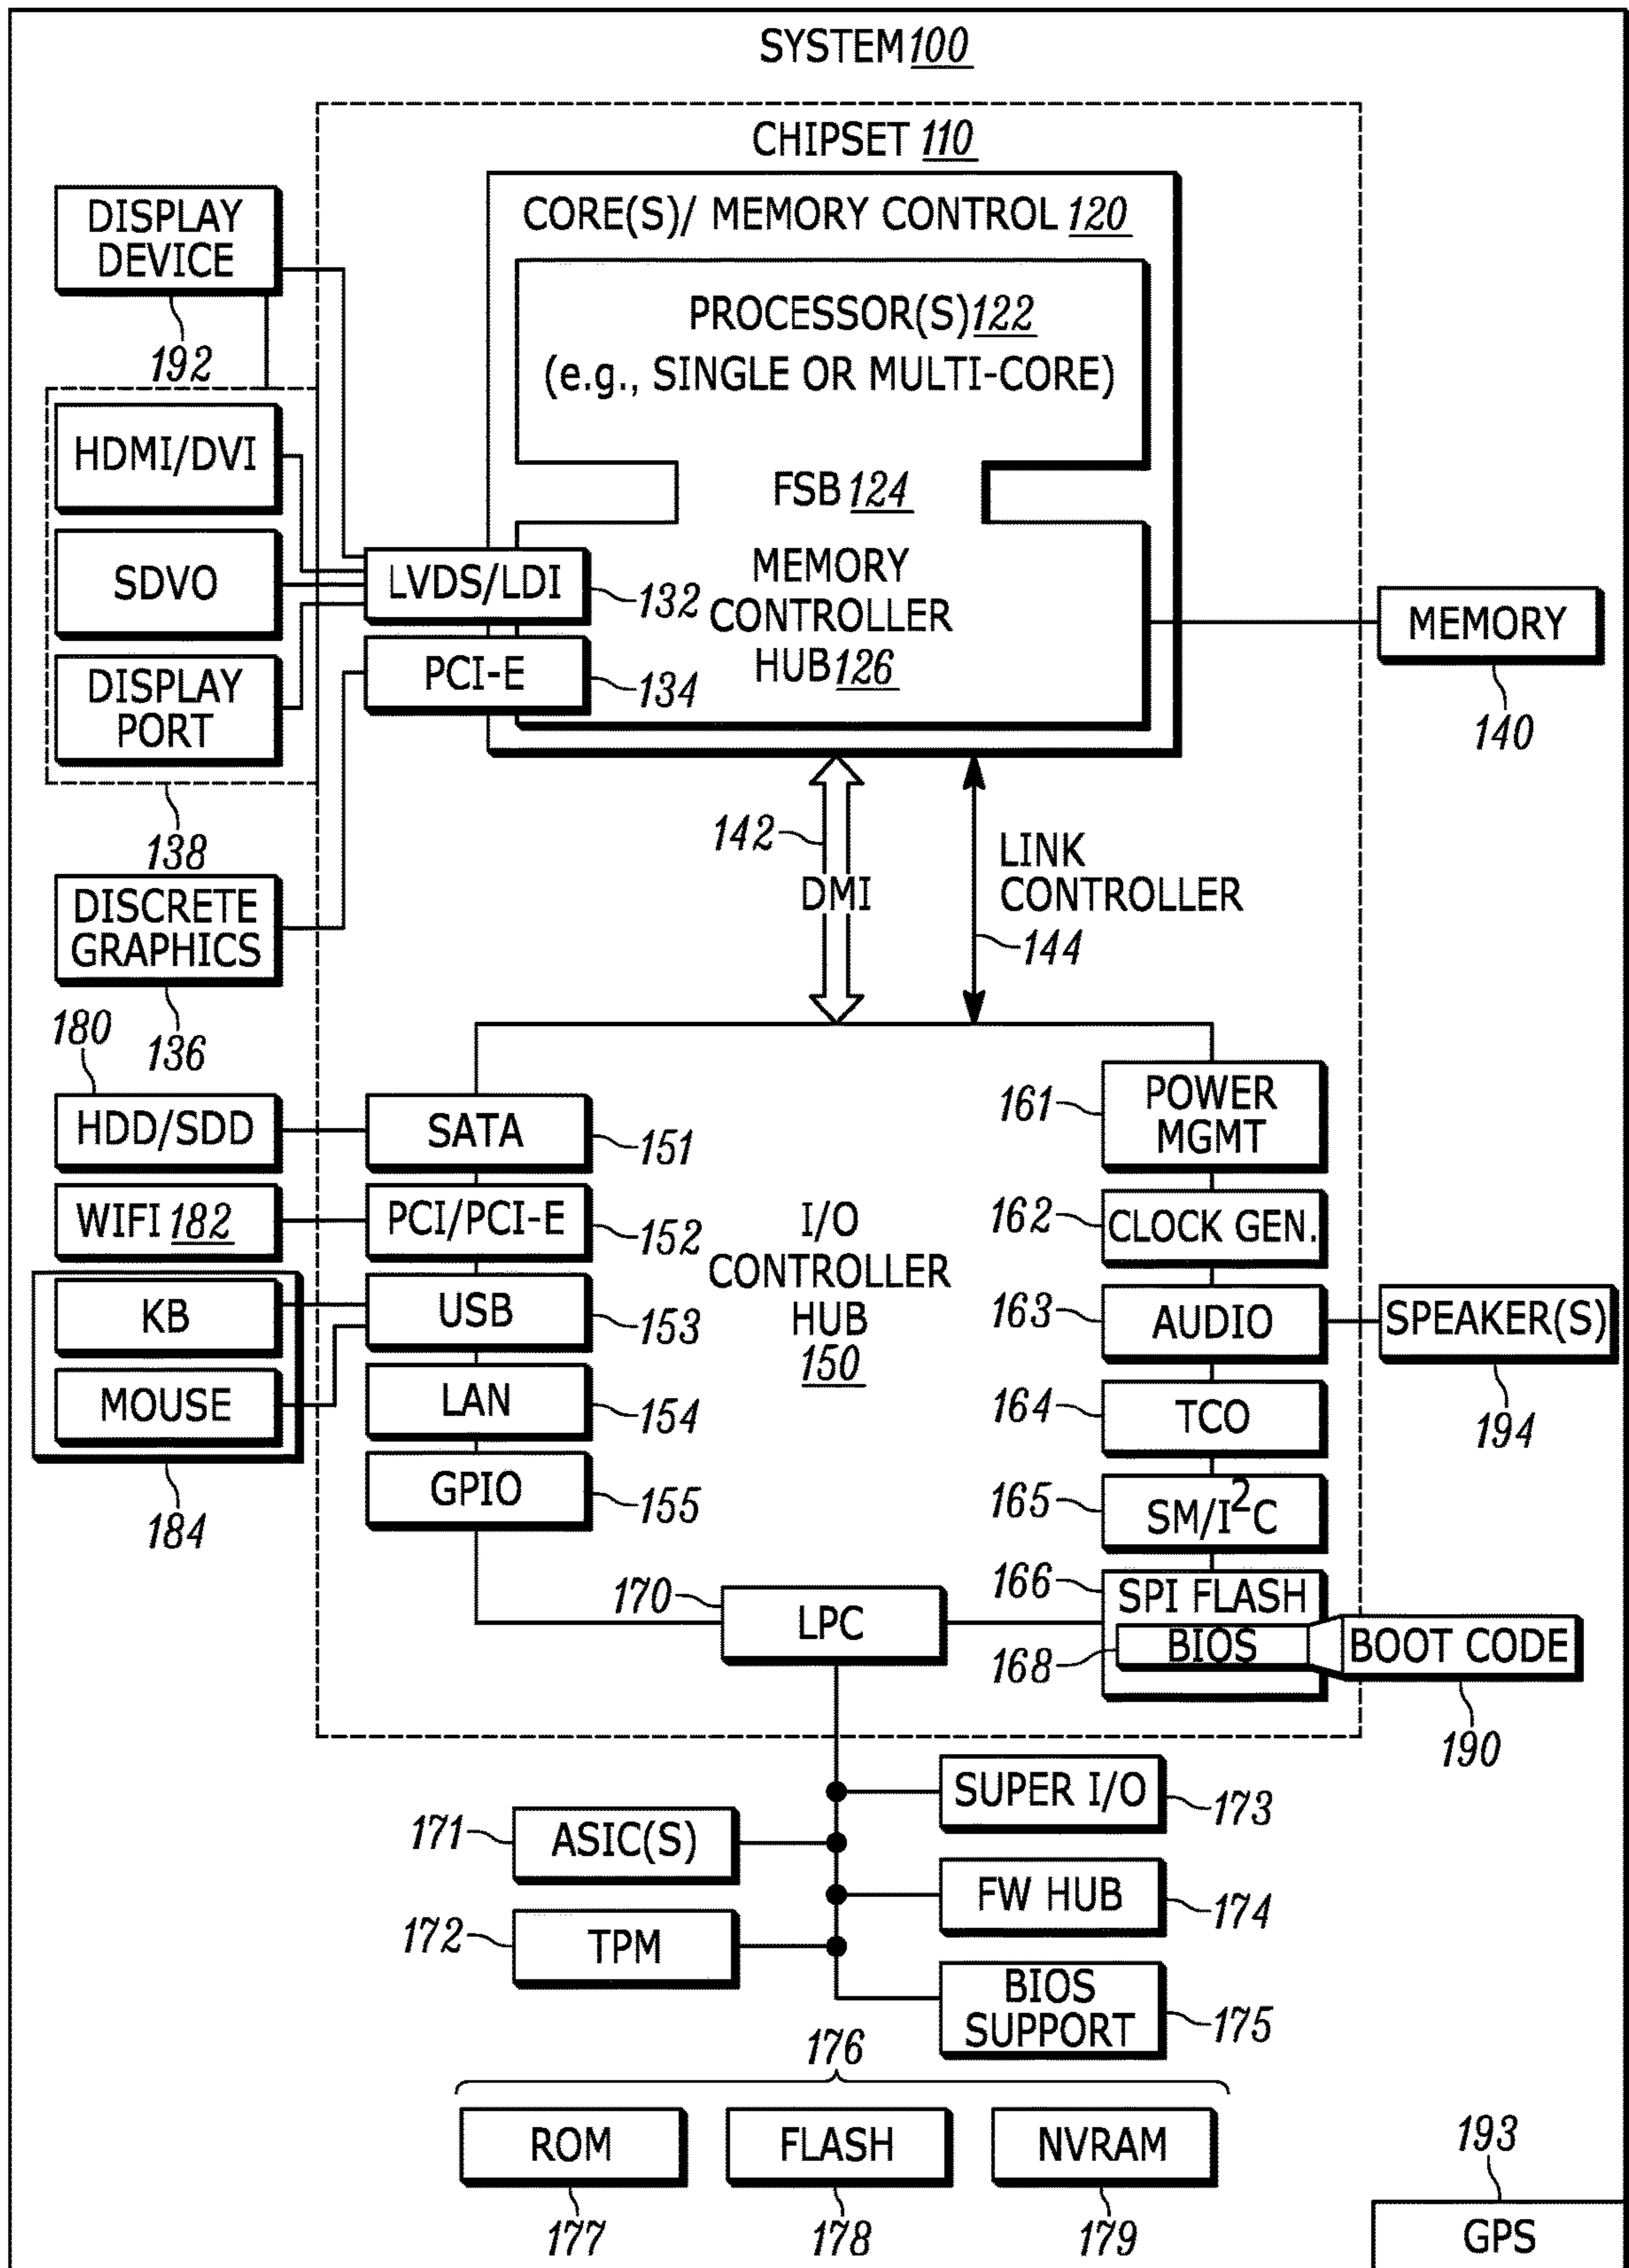 SYSTEM 100
CHIPSET 110
CORE(S)/ MEMORY CONTROL 120
PROCESSOR(S) 122
(e.g., SINGLE OR MULTI-CORE)
FSB 124
MEMORY
CONTROLLER
HUB 126
DISPLAY
DEVICE
192
HDMI/DVI
SDVO
DISPLAY
PORT
138
LVDS/LDI
132
PCI-E
134
MEMORY
140
DISCRETE
GRAPHICS
136
142
DMI
LINK
CONTROLLER
144
180
HDD/SDD
WIFI 182
KB
MOUSE
184
SATA
151
PCI/PCI-E
152
USB
153
LAN
154
GPIO
155
I/O
CONTROLLER
HUB
150
161
POWER
MGMT
162
CLOCK GEN.
163
AUDIO
SPEAKER(S)
194
164
TCO
165
SM/I²C
166
SPI FLASH
168
BIOS
BOOT CODE
190
170
LPC
171
ASIC(S)
172
TPM
SUPER I/O
173
FW HUB
174
BIOS
SUPPORT
175
176
ROM
177
FLASH
178
NVRAM
179
193
GPS